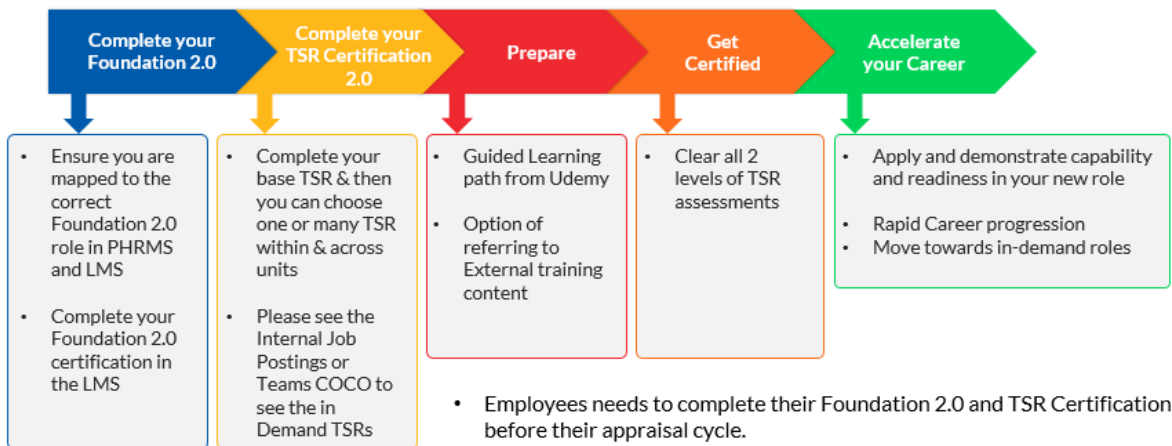 Complete your
Foundation 2.0
Complete your
TSR Certification
2.0
Prepare
Get
Certified
Accelerate
your Career
• Ensure you are
mapped to the
correct
Foundation 2.0
role in PHRMS
and LMS
• Complete your
Foundation 2.0
certification in
the LMS
• Complete your
base TSR & then
you can choose
one or many TSR
within & across
units
• Please see the
Internal Job
Postings or
Teams COCO to
see the in
Demand TSRs
• Guided Learning
path from Udemy
• Option of
referring to
External training
content
• Clear all 2
levels of TSR
assessments
• Apply and demonstrate capability
and readiness in your new role
• Rapid Career progression
• Move towards in-demand roles
• Employees needs to complete their Foundation 2.0 and TSR Certification
before their appraisal cycle.